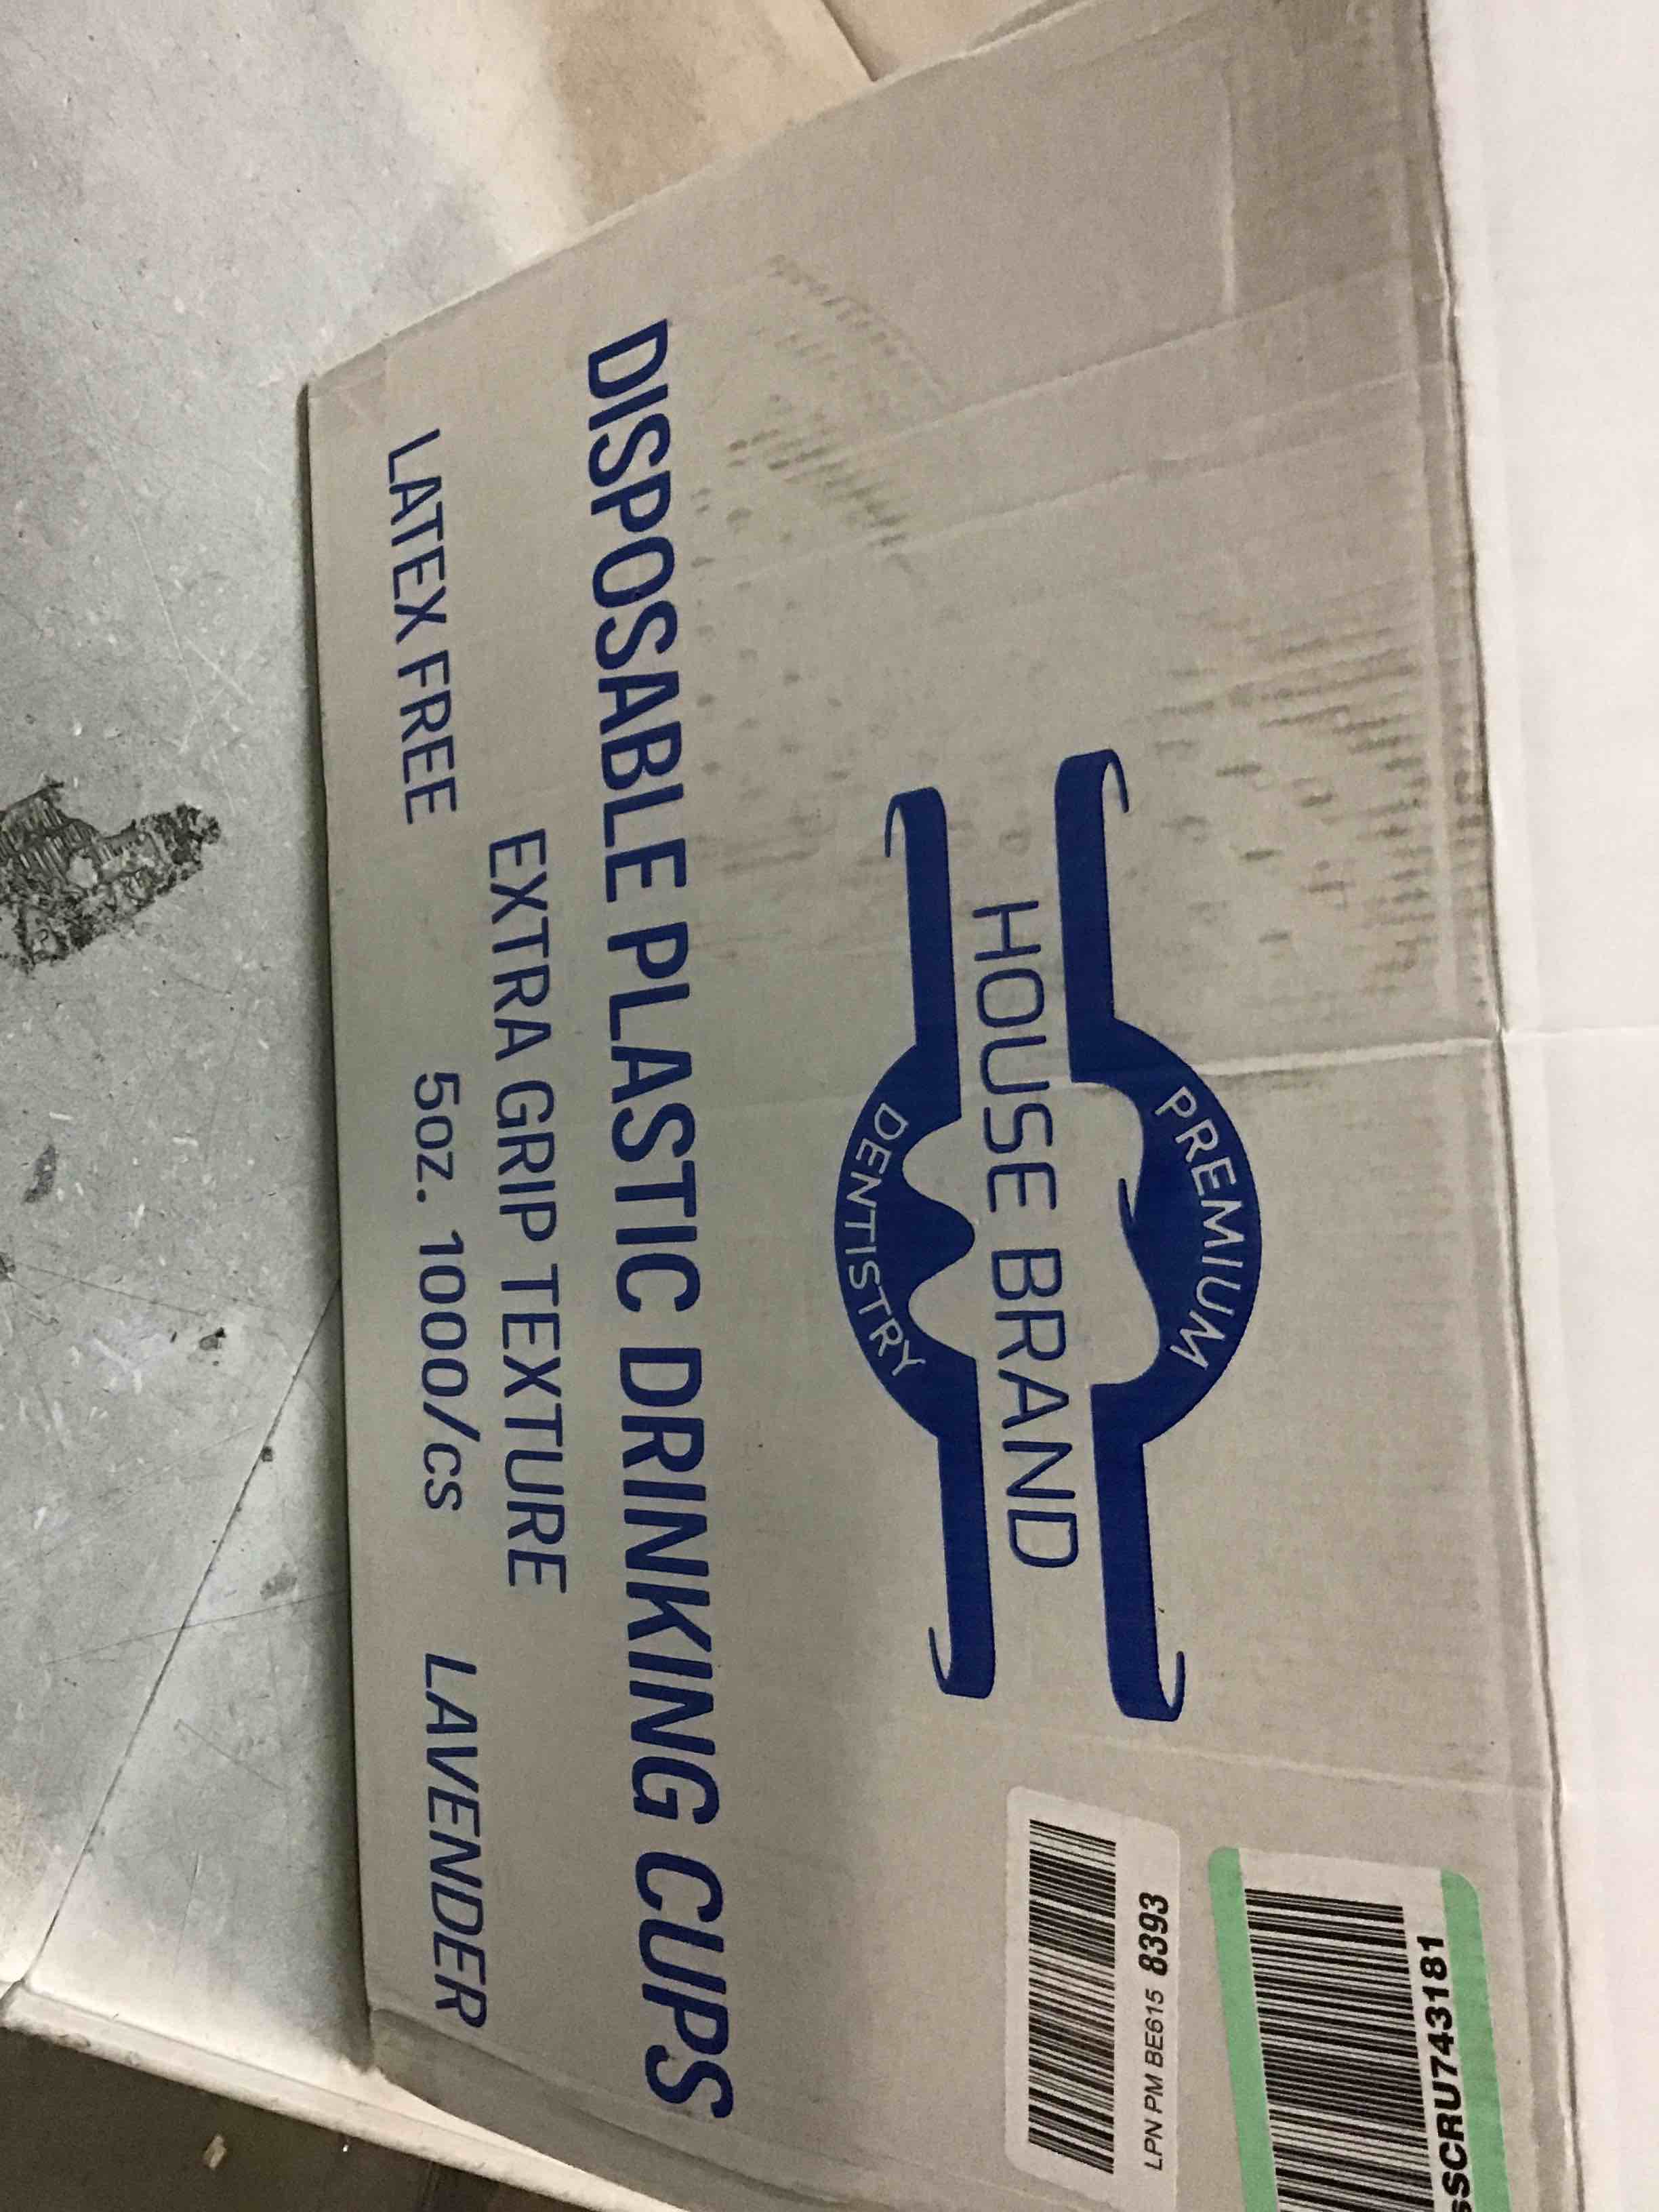 PREMIUM
HOUSE BRAND
DENTISTRY
DISPOSABLE PLASTIC DRINKING CUPS
EXTRA GRIP TEXTURE
LATEX FREE 5oz. 1000/cs LAVENDER
LPN PM BE615 8393
sSCRU743181